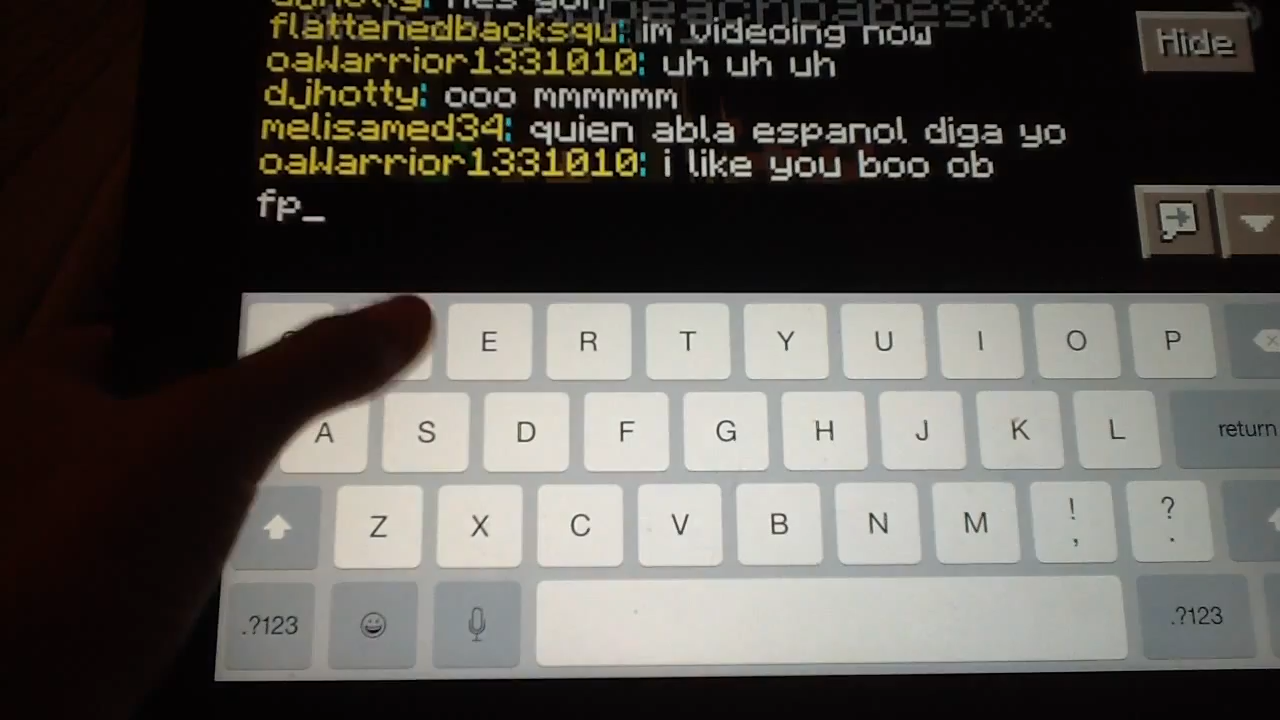 flattenedbacksqu: im videoing now
Hide
oaWarrior1331010: uh uh uh
djhotty: ooo mmmmmm
melisamed34: quien abla espanol diga yo
oaWarrior1331010: i like you boo ob
fp_
E R T Y U I O P
A S D F G H J K L return
Z X C V B N M ! , ? .
.?123 .?123